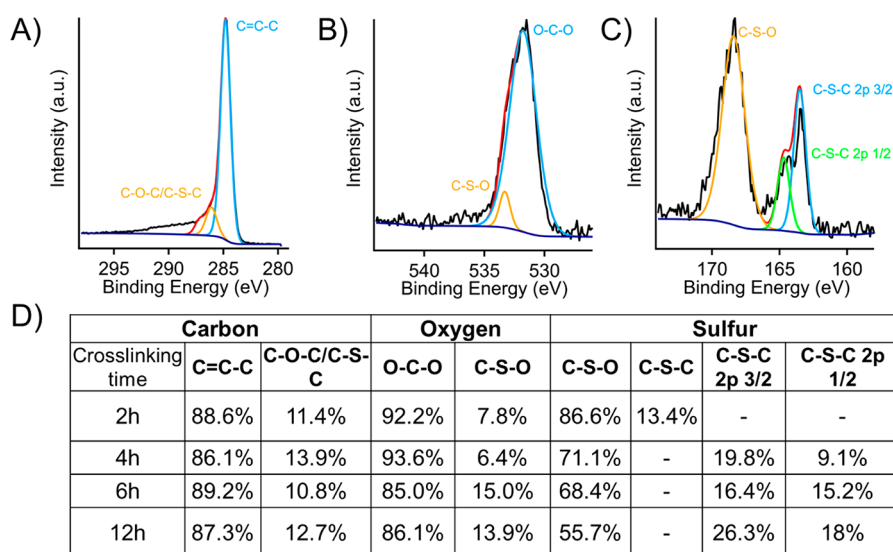 A)
C=C-C
C-O-C/C-S-C
Intensity (a.u.)
295 290 285 280
Binding Energy (eV)
B)
O-C-O
C-S-O
Intensity (a.u.)
540 535 530
Binding Energy (eV)
C)
C-S-O
C-S-C 2p 3/2
C-S-C 2p 1/2
Intensity (a.u.)
170 165 160
Binding Energy (eV)
D)
Carbon Oxygen Sulfur
Crosslinking time C=C-C C-O-C/C-S-C O-C-O C-S-O C-S-O C-S-C C-S-C 2p 3/2 C-S-C 2p 1/2
2h 88.6% 11.4% 92.2% 7.8% 86.6% 13.4% - -
4h 86.1% 13.9% 93.6% 6.4% 71.1% - 19.8% 9.1%
6h 89.2% 10.8% 85.0% 15.0% 68.4% - 16.4% 15.2%
12h 87.3% 12.7% 86.1% 13.9% 55.7% - 26.3% 18%